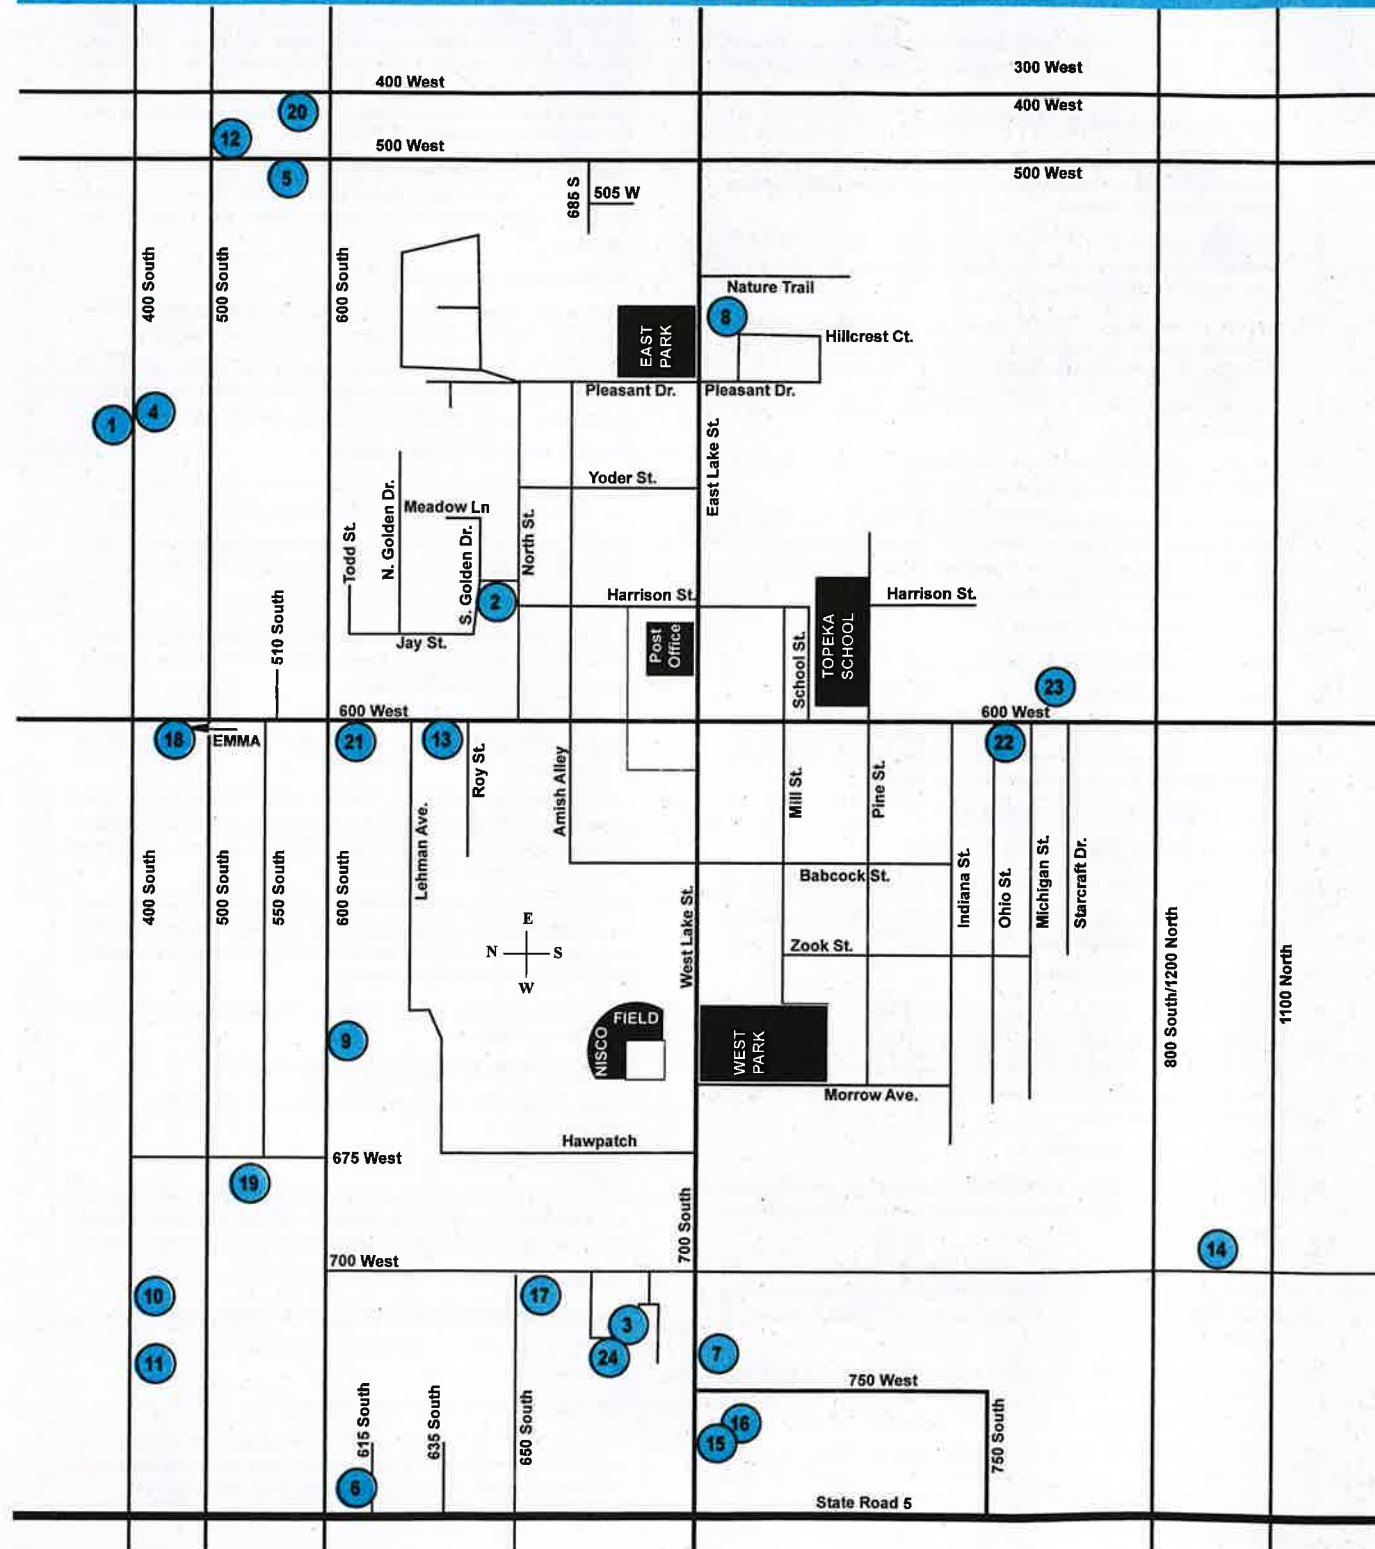 300 West
400 West
400 West
20
12
500 West
500 West
5
685 S
505 W
400 South
500 South
600 South
Nature Trail
8
EAST
PARK
Hillcrest Ct.
Pleasant Dr.
Pleasant Dr.
1
4
East Lake St.
Yoder St.
N. Golden Dr.
Meadow Ln
Todd St.
S. Golden Dr.
North St.
2
Harrison St.
Harrison St.
510 South
Jay St.
Post
Office
School St.
TOPEKA
SCHOOL
23
600 West
600 West
18
EMMA
21
13
Roy St.
22
Amish Alley
Mill St.
Pine St.
Lehman Ave.
400 South
500 South
550 South
600 South
Babcock St.
Indiana St.
Ohio St.
Michigan St.
Starcraft Dr.
E
N
S
W
West Lake St.
Zook St.
800 South/1200 North
1100 North
9
NISCO
FIELD
WEST
PARK
Morrow Ave.
Hawpatch
675 West
19
700 South
14
700 West
10
17
3
11
24
7
750 West
615 South
635 South
650 South
16
15
750 South
6
State Road 5